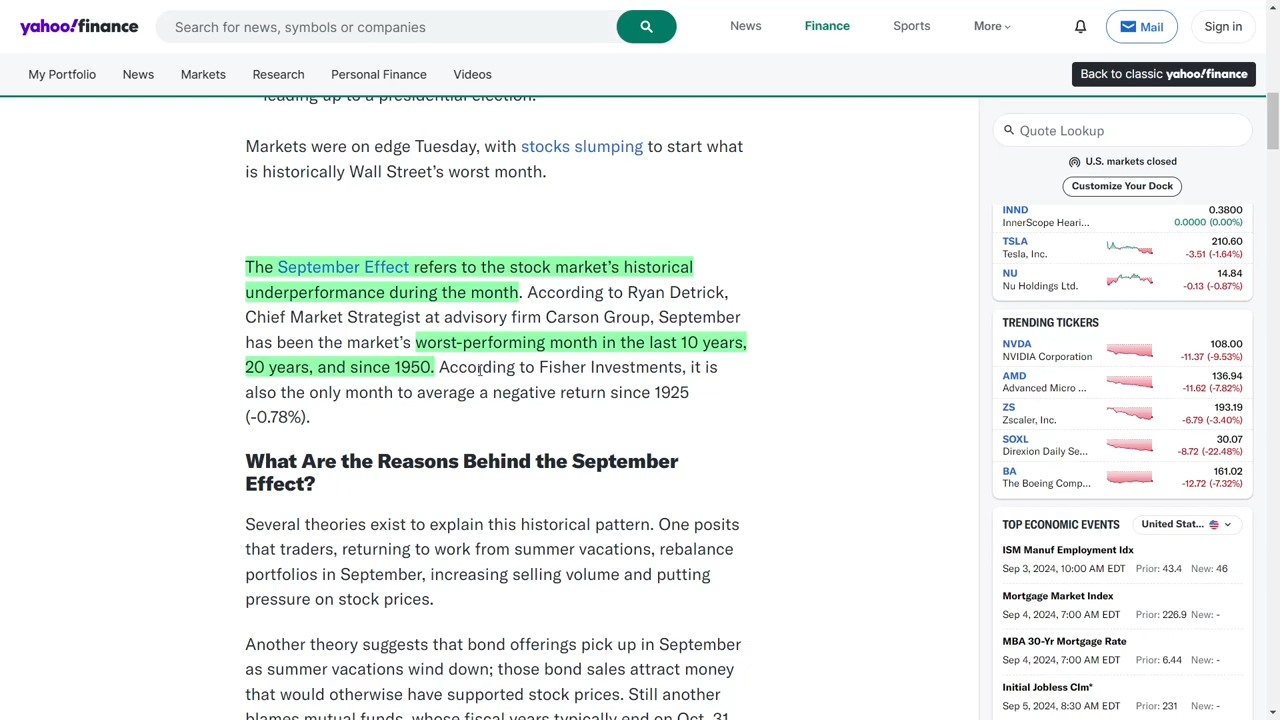 yahoo!finance
Search for news, symbols or companies
News
Finance
Sports
More
Mail
Sign in
My Portfolio
News
Markets
Research
Personal Finance
Videos
Back to classic yahoo!finance
leading up to a presidential election.
Markets were on edge Tuesday, with stocks slumping to start what
is historically Wall Street’s worst month.
The September Effect refers to the stock market’s historical
underperformance during the month. According to Ryan Detrick,
Chief Market Strategist at advisory firm Carson Group, September
has been the market’s worst-performing month in the last 10 years,
20 years, and since 1950. According to Fisher Investments, it is
also the only month to average a negative return since 1925
(-0.78%).
What Are the Reasons Behind the September
Effect?
Several theories exist to explain this historical pattern. One posits
that traders, returning to work from summer vacations, rebalance
portfolios in September, increasing selling volume and putting
pressure on stock prices.
Another theory suggests that bond offerings pick up in September
as summer vacations wind down; those bond sales attract money
that would otherwise have supported stock prices. Still another
blames mutual funds, whose fiscal years typically end on Oct. 31
Quote Lookup
U.S. markets closed
Customize Your Dock
INND 0.3800
InnerScope Heari... 0.0000 (0.00%)
TSLA 210.60
Tesla, Inc. -3.51 (-1.64%)
NU 14.84
Nu Holdings Ltd. -0.13 (-0.87%)
TRENDING TICKERS
NVDA 108.00
NVIDIA Corporation -11.37 (-9.53%)
AMD 136.94
Advanced Micro ... -11.62 (-7.82%)
ZS 193.19
Zscaler, Inc. -6.79 (-3.40%)
SOXL 30.07
Direxion Daily Se... -8.72 (-22.48%)
BA 161.02
The Boeing Comp... -12.72 (-7.32%)
TOP ECONOMIC EVENTS United Stat...
ISM Manuf Employment Idx
Sep 3, 2024, 10:00 AM EDT Prior: 43.4 New: 46
Mortgage Market Index
Sep 4, 2024, 7:00 AM EDT Prior: 226.9 New: -
MBA 30-Yr Mortgage Rate
Sep 4, 2024, 7:00 AM EDT Prior: 6.44 New: -
Initial Jobless Clm*
Sep 5, 2024, 8:30 AM EDT Prior: 231 New: -